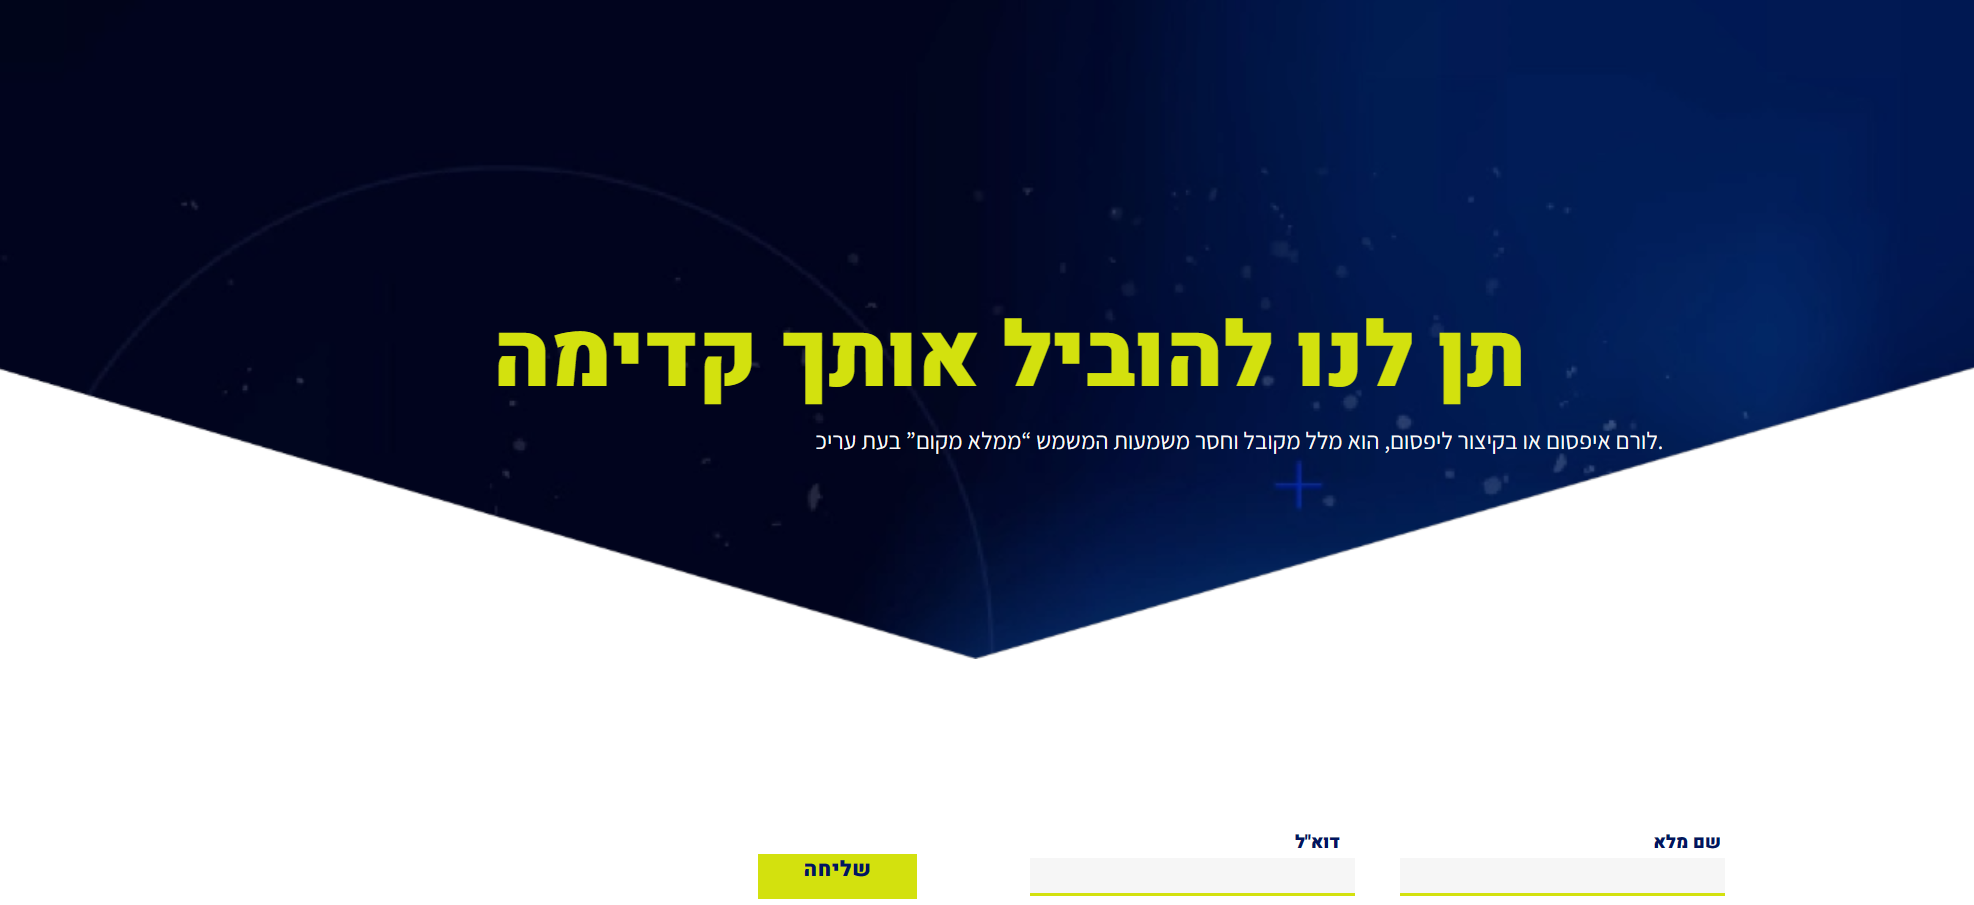 תן לנו להוביל אותך קדימה
.לורם איפסום או בקיצור ליפסום, הוא מלל מקובל וחסר משמעות המשמש “ממלא מקום” בעת עריכ
שם מלא
דוא"ל
שליחה